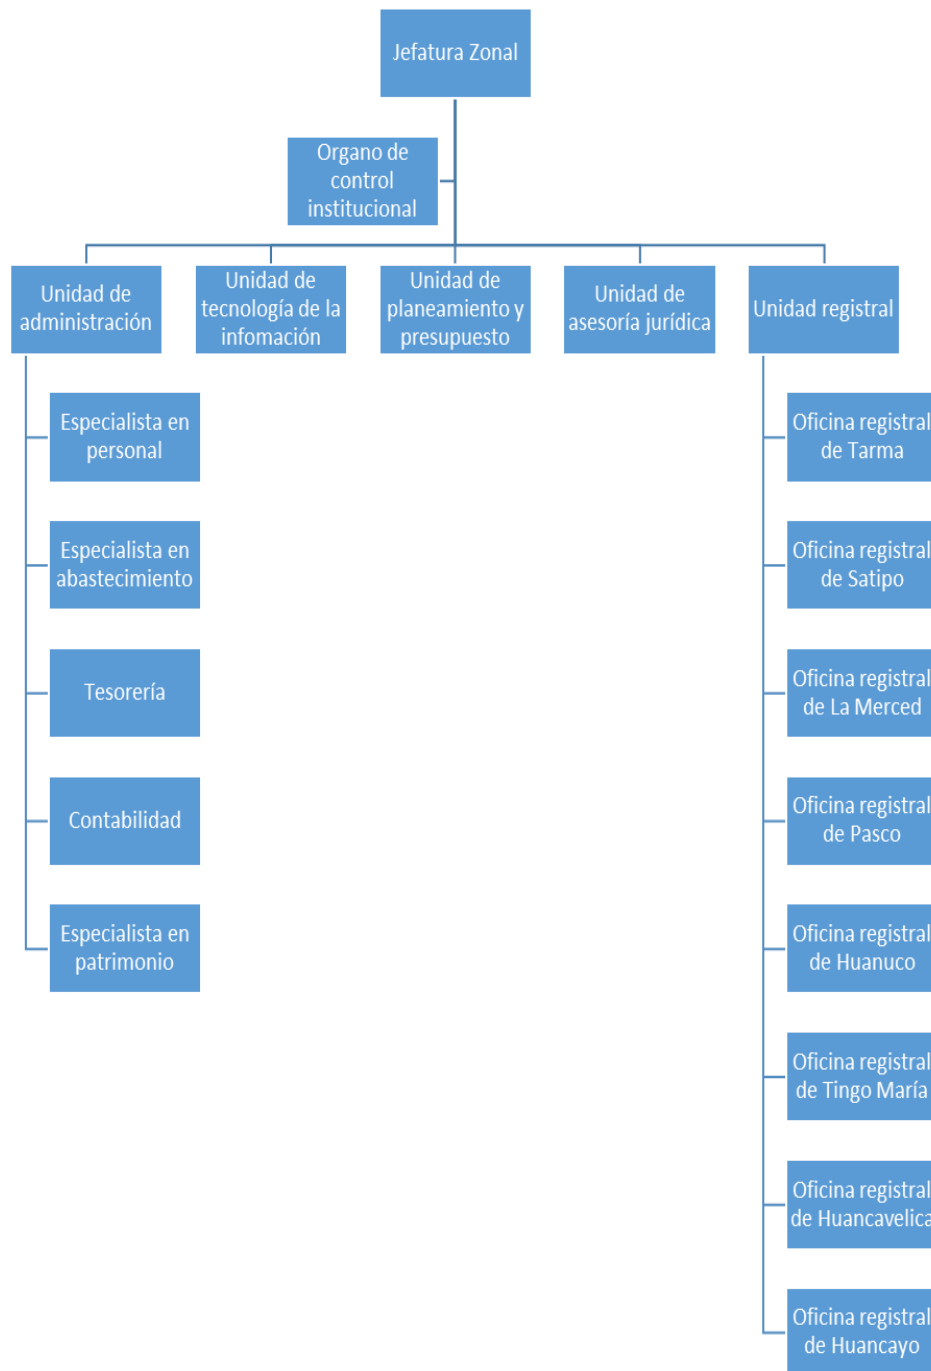 Jefatura Zonal
Organo de
control
institucional
Unidad de
administración
Unidad de
tecnología de la
infomación
Unidad de
planeamiento y
presupuesto
Unidad de
asesoría jurídica
Unidad registral
Especialista en
personal
Especialista en
abastecimiento
Tesorería
Contabilidad
Especialista en
patrimonio
Oficina registral
de Tarma
Oficina registral
de Satipo
Oficina registral
de La Merced
Oficina registral
de Pasco
Oficina registral
de Huanuco
Oficina registral
de Tingo María
Oficina registral
de Huancavelica
Oficina registral
de Huancayo